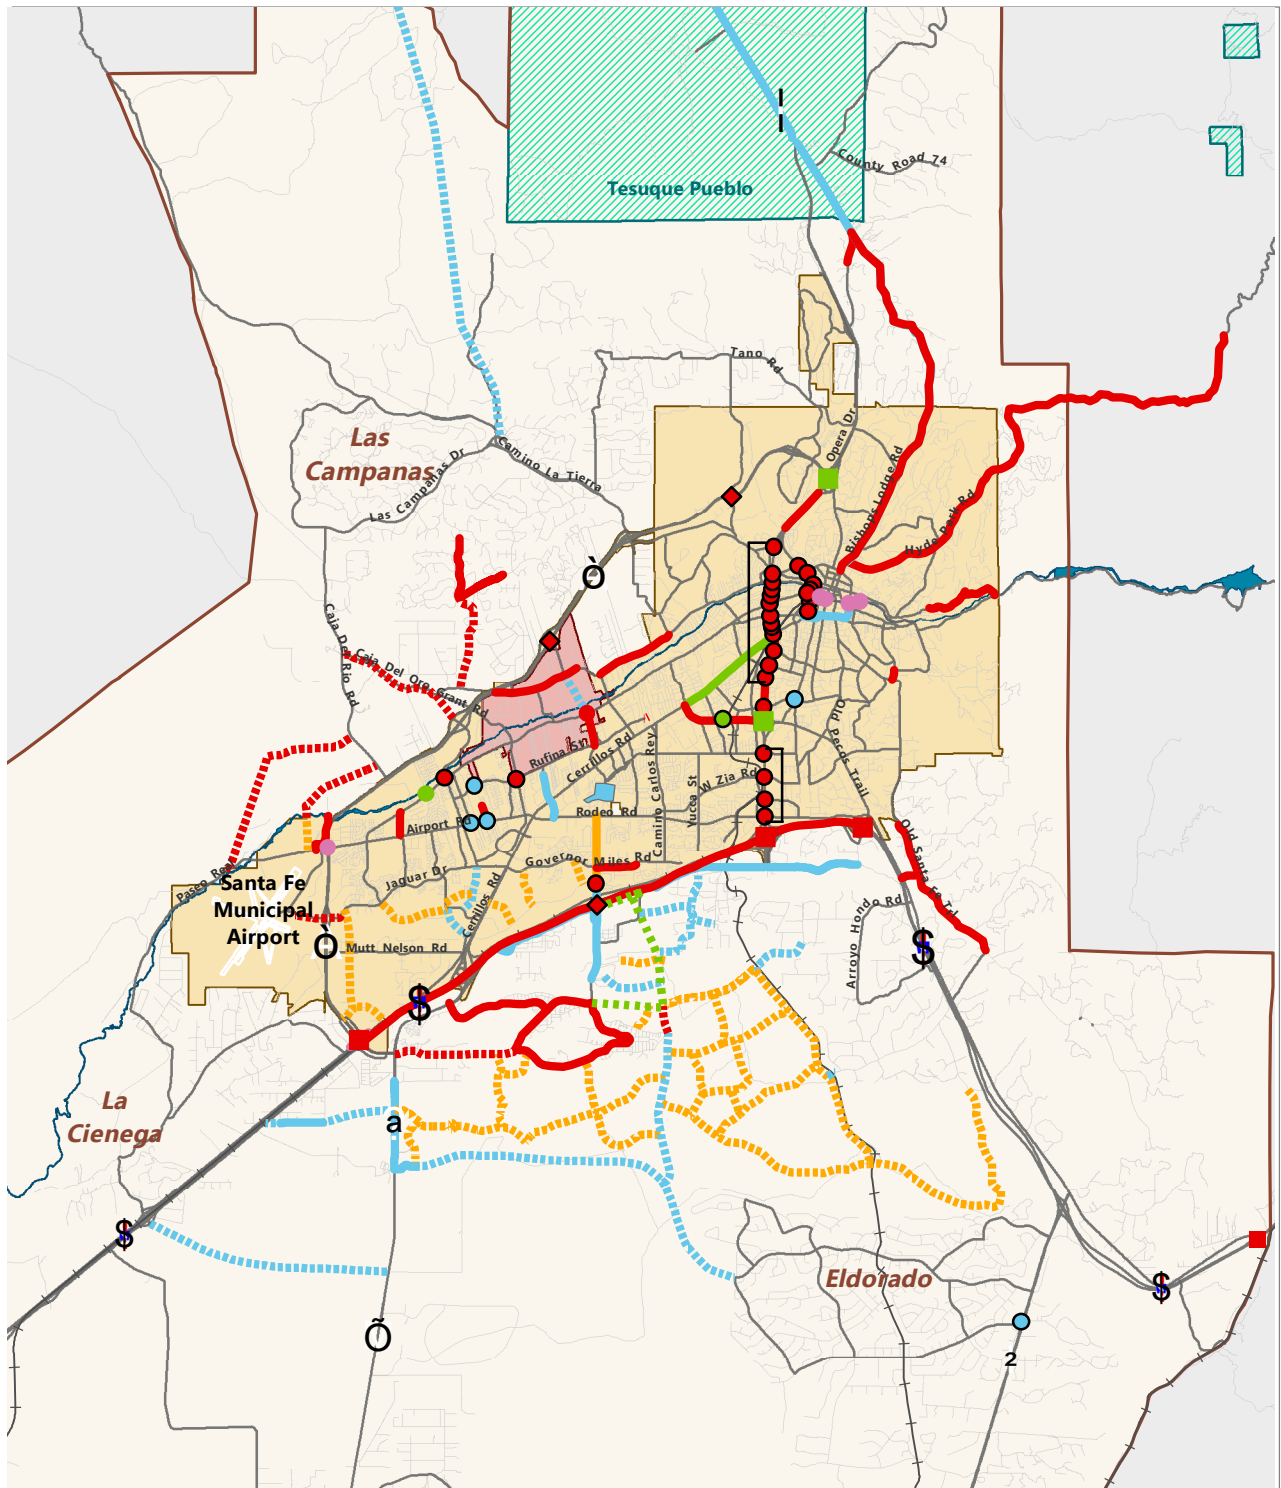 County Road 74
Tesuque Pueblo
Tano Rd
Opera Dr
Las
Campanas
Las Campanas Dr
Camino La Tierra
Bishops Lodge Rd
Hyde Park Rd
Ò
Caja Del Rio Rd
Caja Del Oro Grant Rd
Rufina St
Cerrillos Rd
Camino Carlos Rey
Yucca St
W Zia Rd
PIO
Pecos Trail
Rodeo Rd
Airport Rd
Governor Miles Rd
Old Santa Fe Trl
Paseo Real
Jaguar Dr
Santa Fe
Municipal
Airport
Cerrillos Rd
Arroyo Hondo Rd
Ò
Mutt Nelson Rd
$
$
La
Cienega
a
$
Eldorado
$
Õ
2